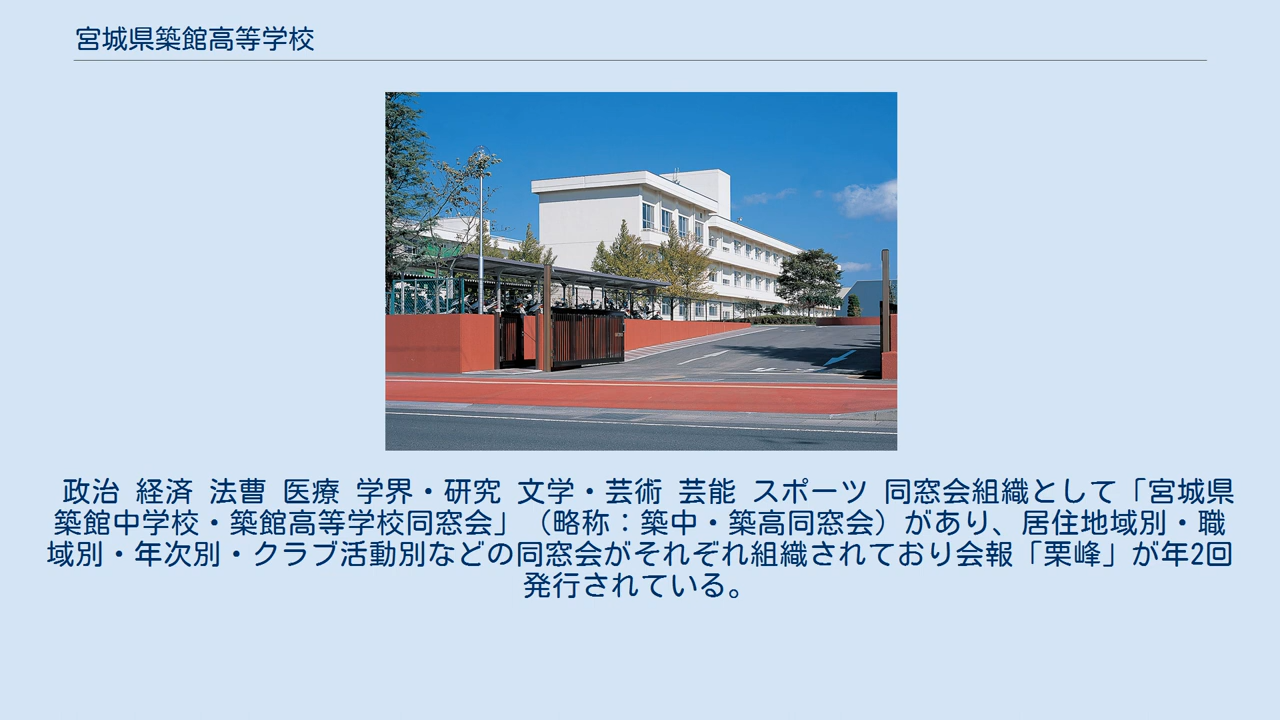 宮城県築館高等学校
政治 経済 法曹 医療 学界・研究 文学・芸術 芸能 スポーツ 同窓会組織として「宮城県
築館中学校・築館高等学校同窓会」（略称：築中・築高同窓会）があり、居住地域別・職
域別・年次別・クラブ活動別などの同窓会がそれぞれ組織されており会報「栗峰」が年2回
発行されている。